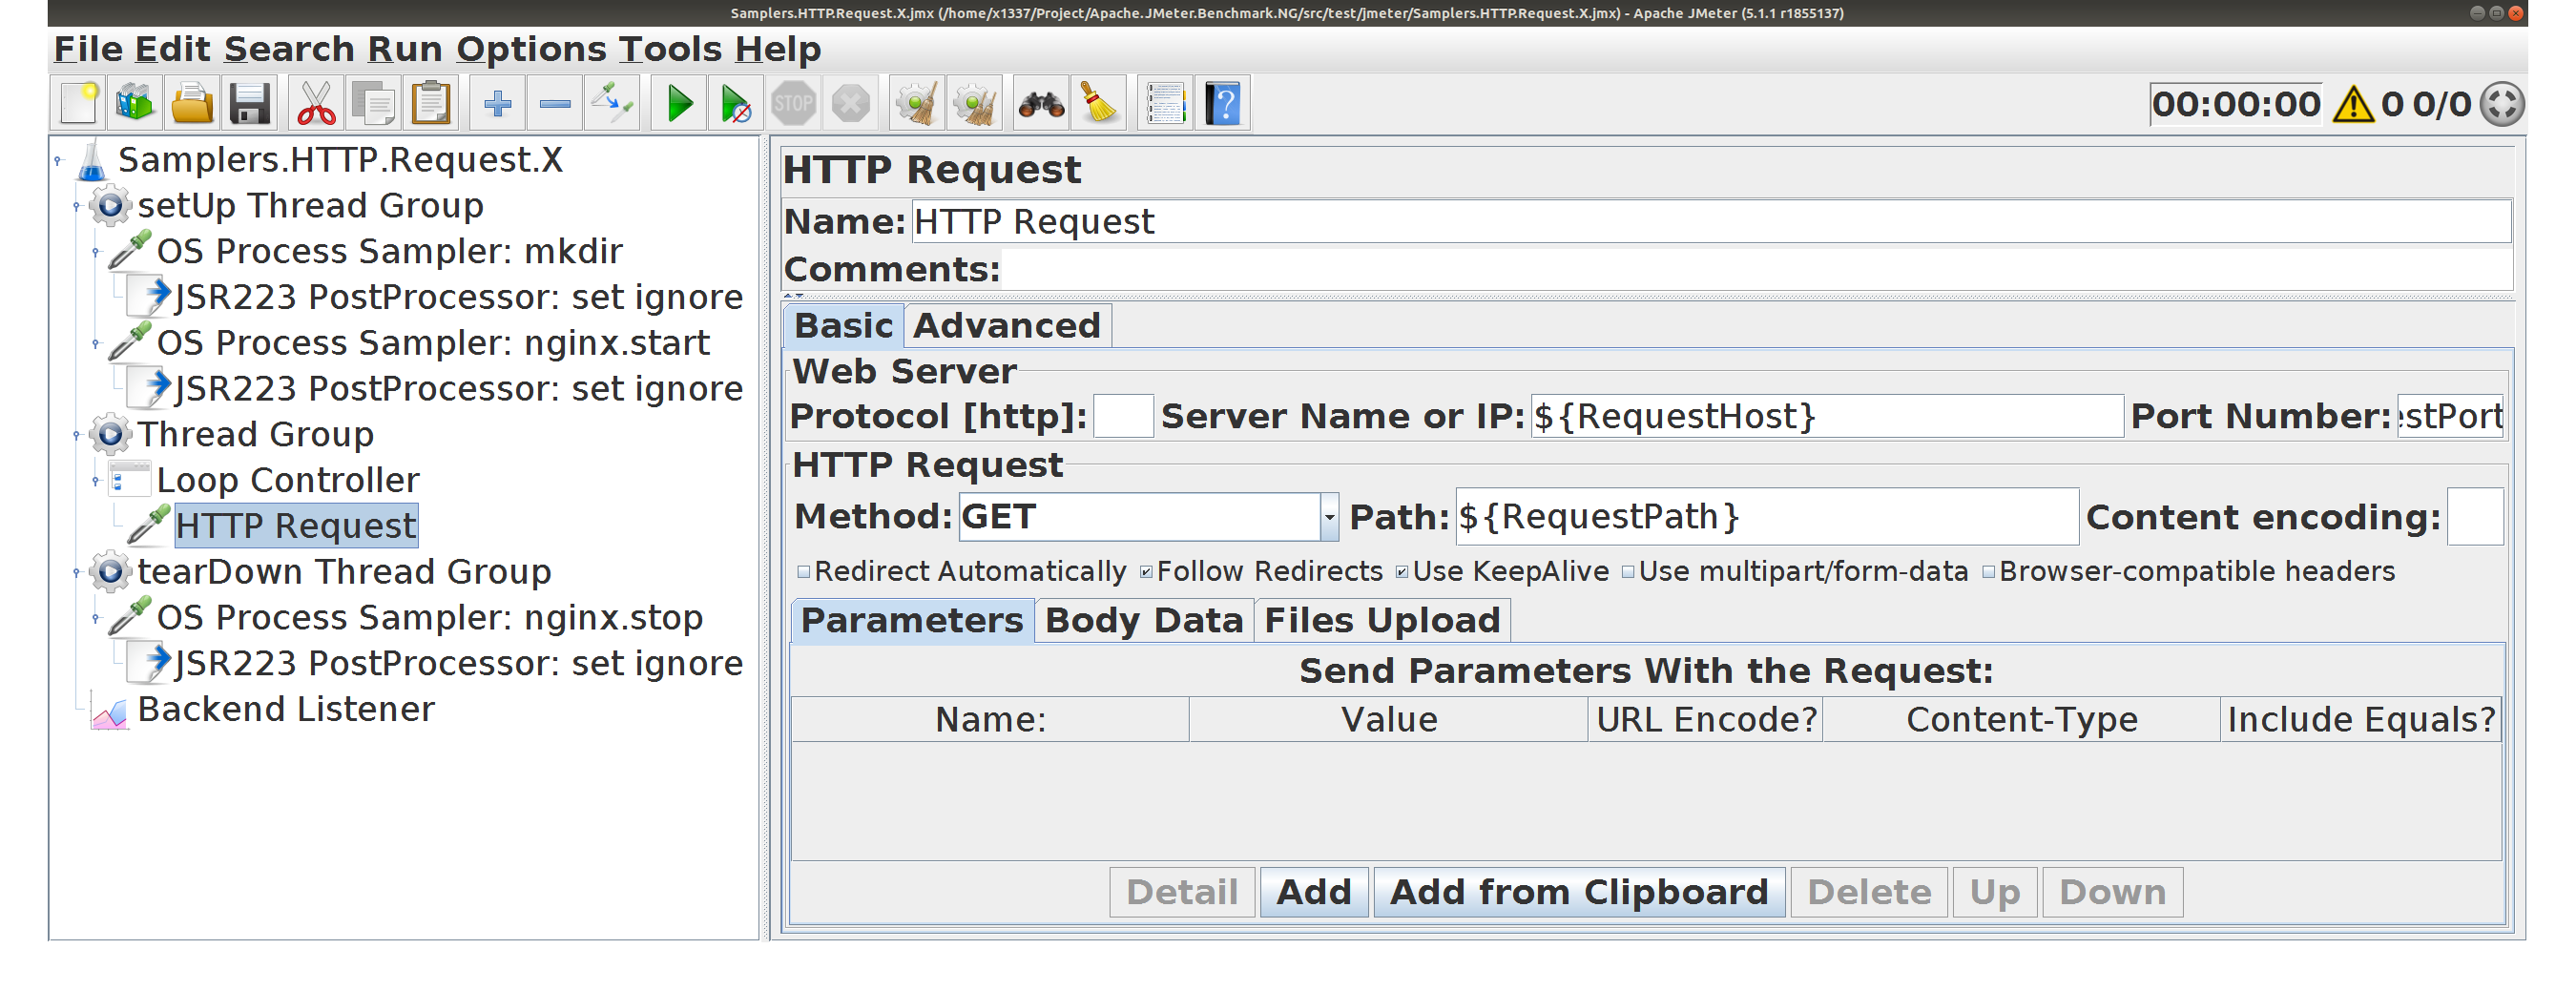 Samplers.HTTP.Request.X.jmx (/home/x1337/Project/Apache.JMeter.Benchmark.NG/src/test/jmeter/Samplers.HTTP.Request.X.jmx) - Apache JMeter (5.1.1 r1855137)
File Edit Search Run Options Tools Help
STOP
00:00:00 0 0/0
Samplers.HTTP.Request.X
setUp Thread Group
OS Process Sampler: mkdir
JSR223 PostProcessor: set ignore
OS Process Sampler: nginx.start
JSR223 PostProcessor: set ignore
Thread Group
Loop Controller
HTTP Request
tearDown Thread Group
OS Process Sampler: nginx.stop
JSR223 PostProcessor: set ignore
Backend Listener
HTTP Request
Name: HTTP Request
Comments:
Basic Advanced
Web Server
Protocol [http]: Server Name or IP: ${RequestHost} Port Number: estPort
HTTP Request
Method: GET Path: ${RequestPath} Content encoding:
Redirect Automatically Follow Redirects Use KeepAlive Use multipart/form-data Browser-compatible headers
Parameters Body Data Files Upload
Send Parameters With the Request:
Name: Value URL Encode? Content-Type Include Equals?
Detail Add Add from Clipboard Delete Up Down